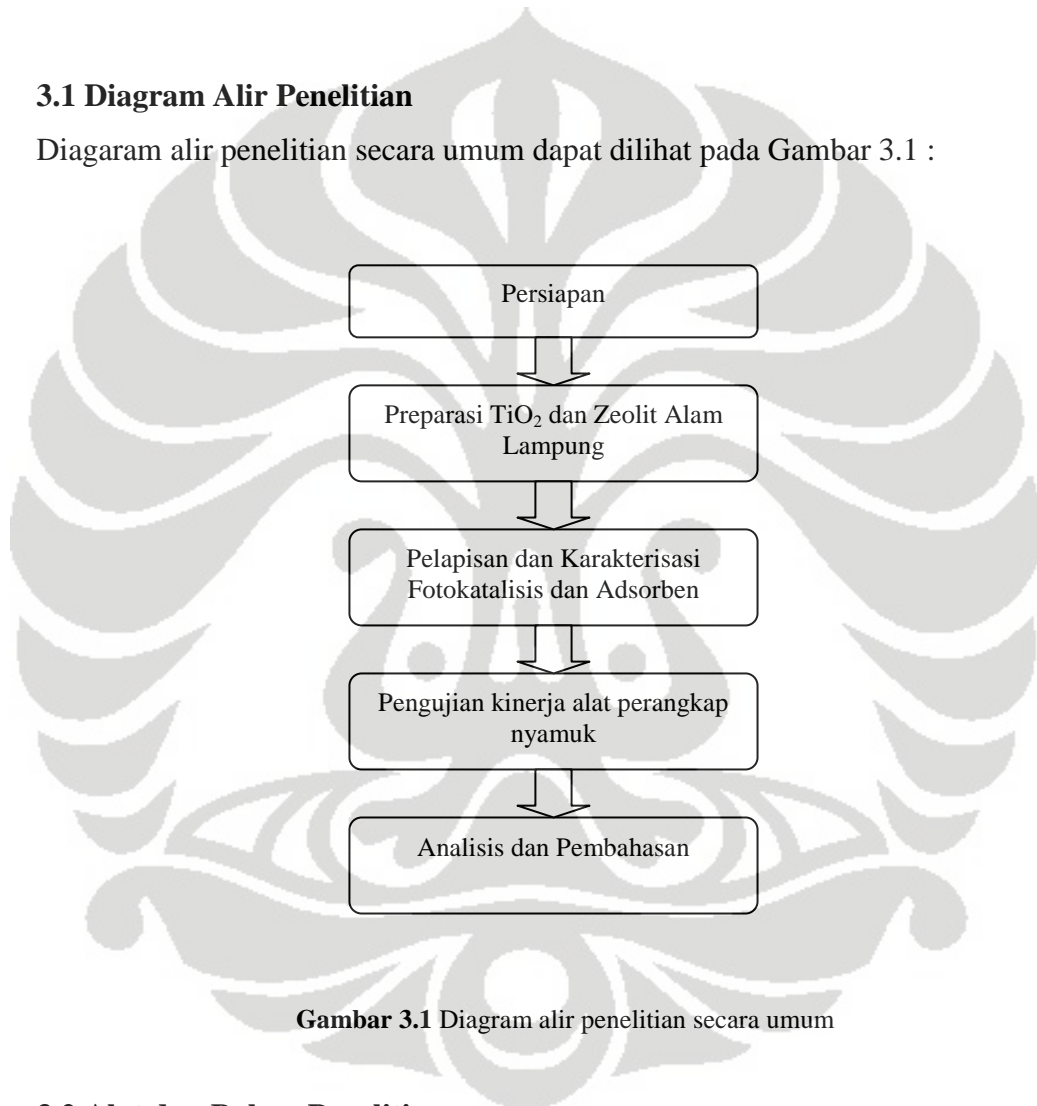 3.1 Diagram Alir Penelitian
Diagaram alir penelitian secara umum dapat dilihat pada Gambar 3.1 :
Persiapan
Preparasi TiO₂ dan Zeolit Alam
Lampung
Pelapisan dan Karakterisasi
Fotokatalisis dan Adsorben
Pengujian kinerja alat perangkap
nyamuk
Analisis dan Pembahasan
Gambar 3.1 Diagram alir penelitian secara umum